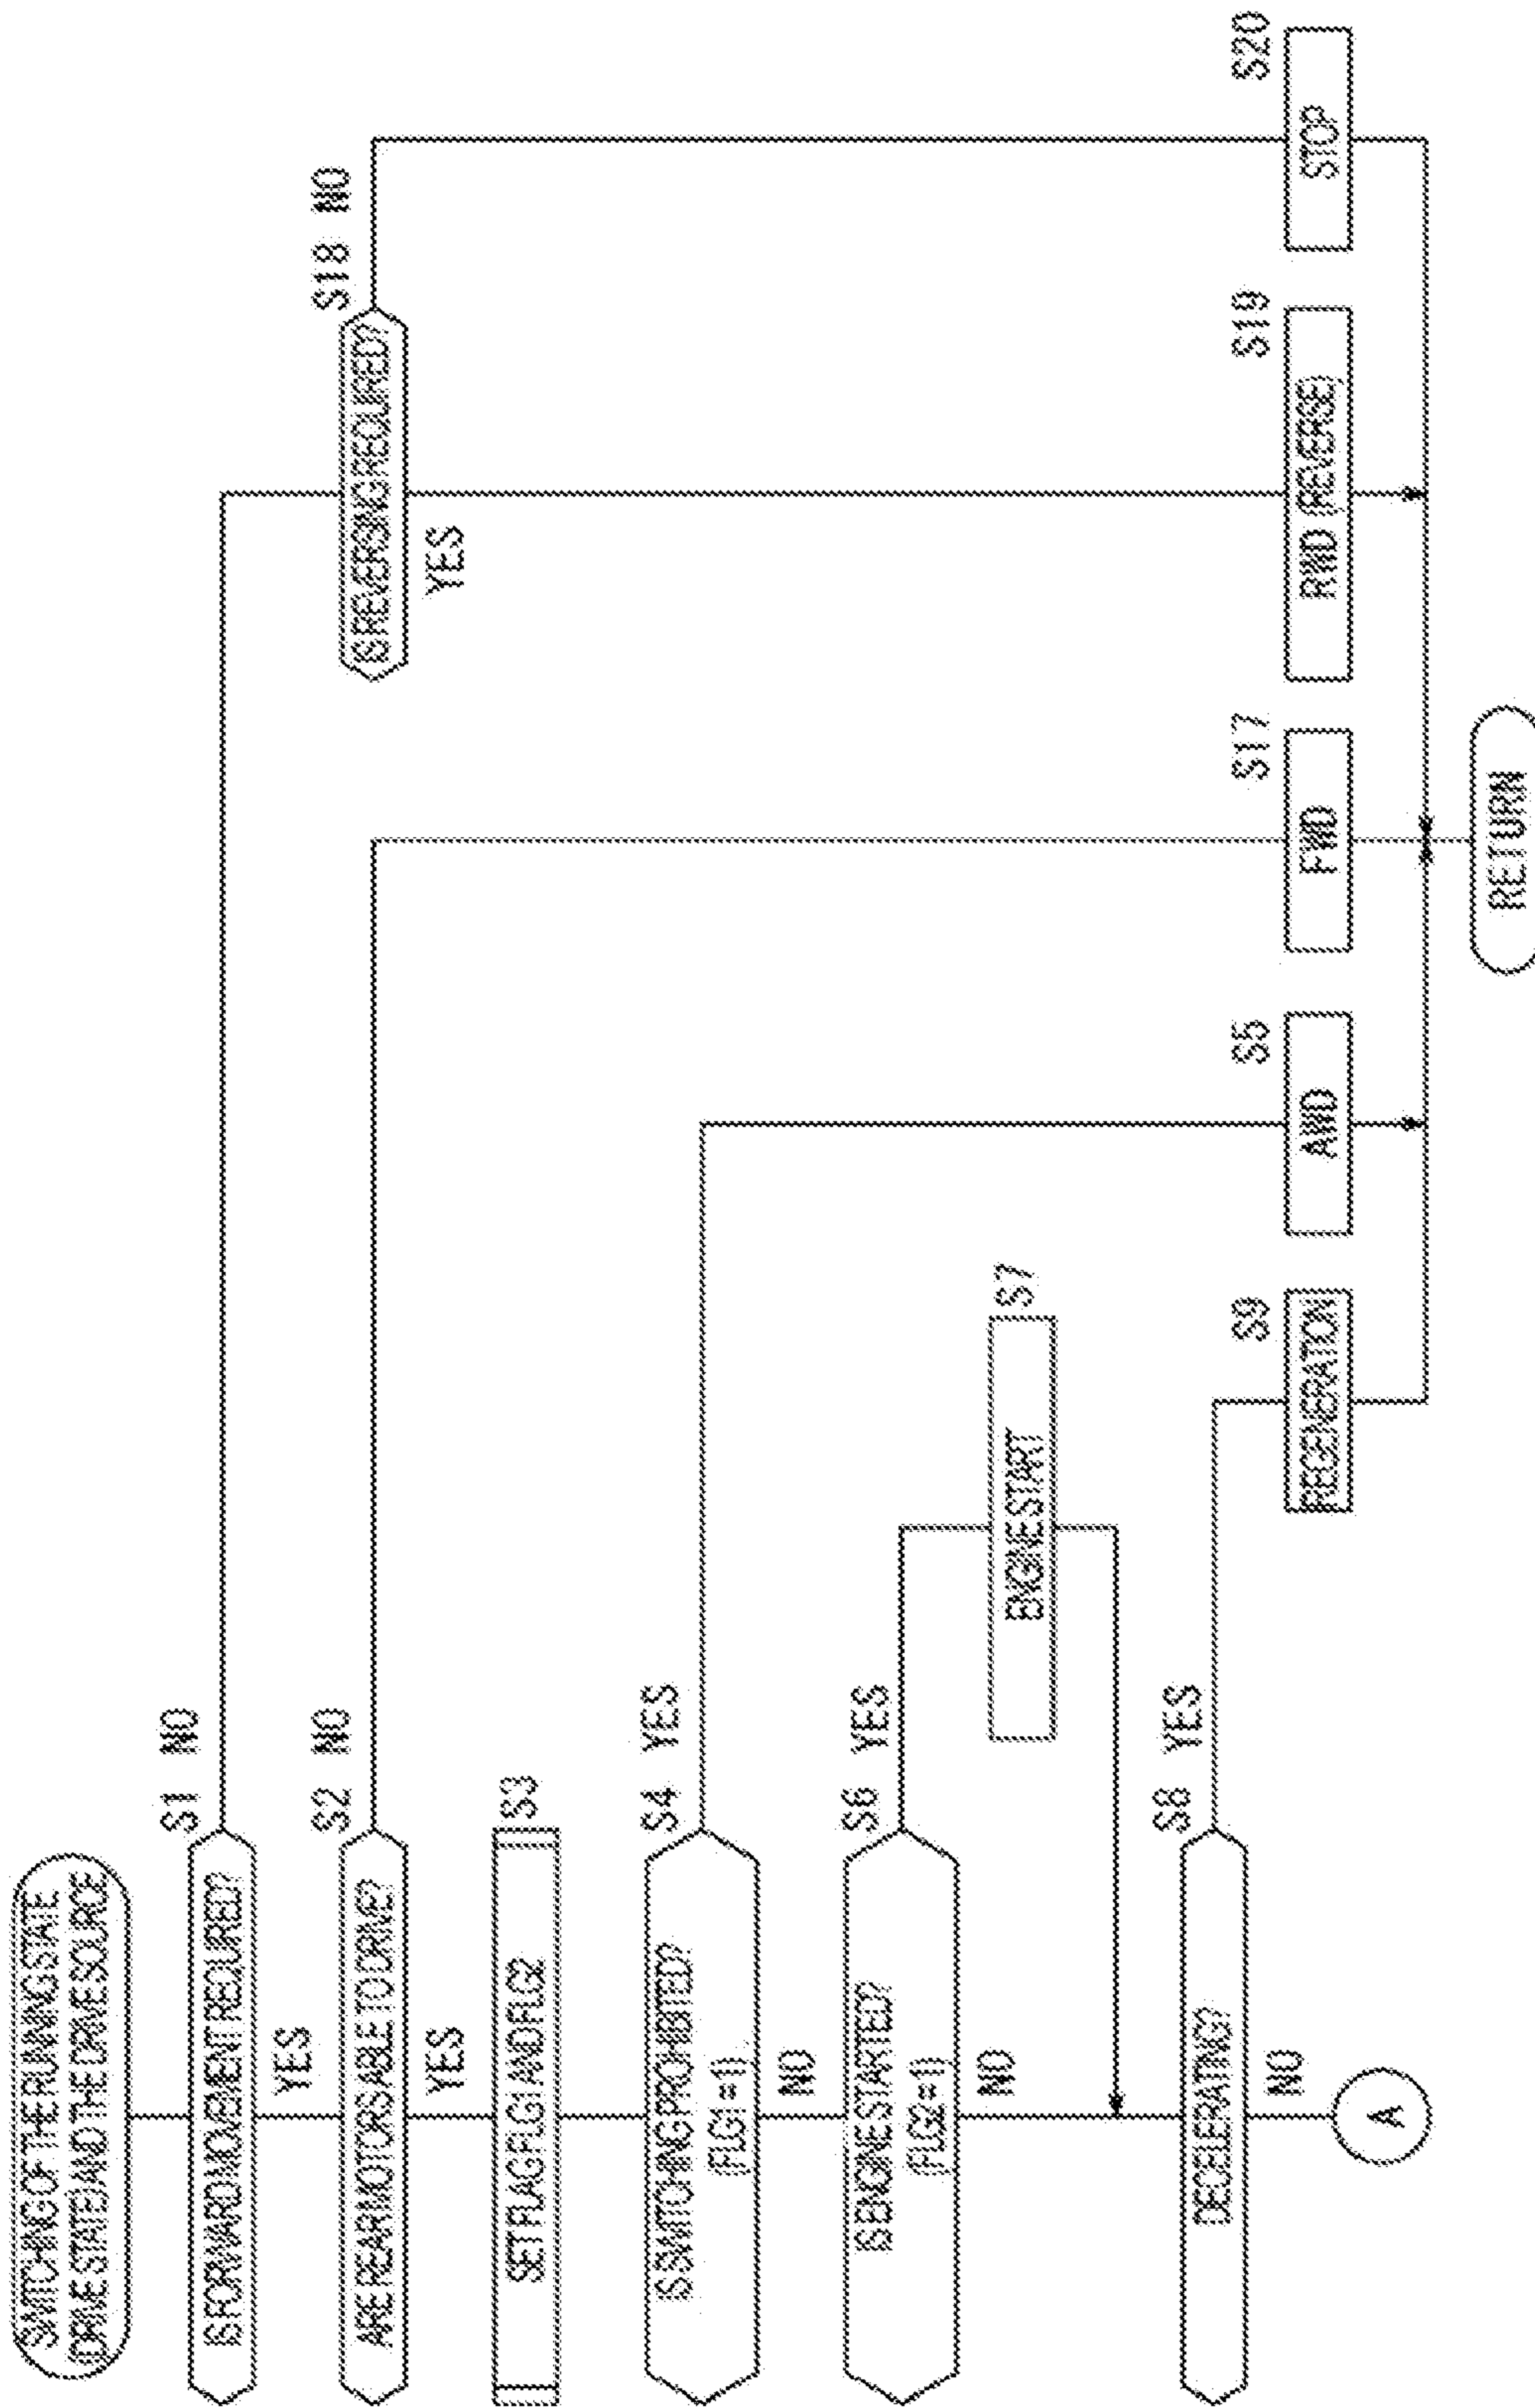 SWITCHING OF THE RUNNING STATE
(DRIVE STATE) AND THE DRIVE SOURCE
S1 NO
IS FORWARD MOVEMENT REQUIRED?
YES
S2 NO
ARE REAR MOTORS ABLE TO DRIVE?
YES
S18 NO
IS REVERSING REQUIRED?
YES
S3
SET FLAG FLG1 AND FLG2
S4 YES
IS SWITCHING PROHIBITED?
(FLG1=1)
NO
S6 YES
IS ENGINE STARTED?
(FLG2=1)
NO
S7
ENGINE START
S8 YES
DECELERATING?
NO
S9
REGENERATION
S5
AWD
S17
FWD
S19
RWD (REVERSE)
S20
STOP
A
RETURN